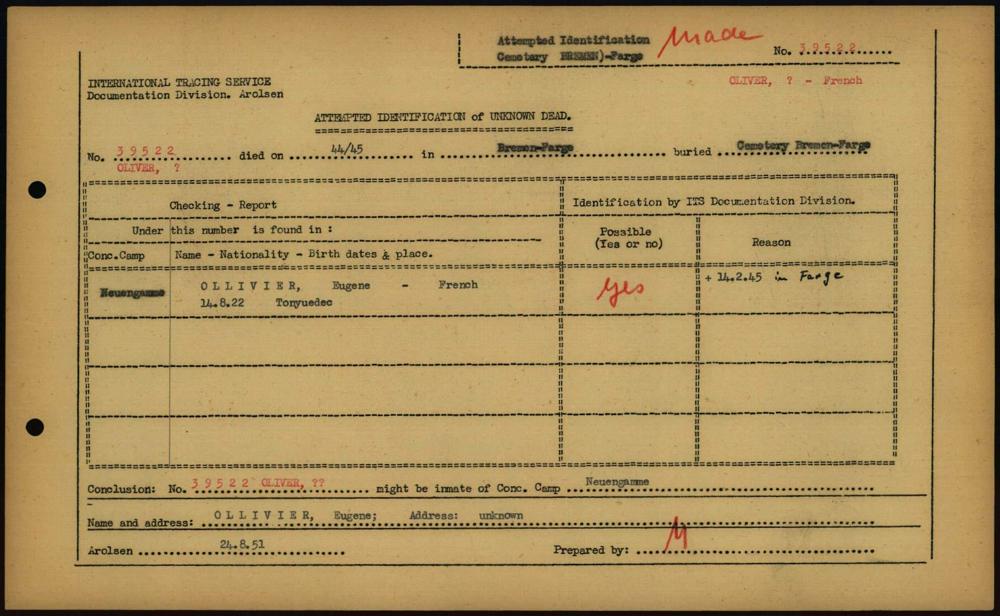 Attempted Identification made
Cemetary BREMEN)-Farge
No. 39522
OLIVER, ? - French
INTERNATIONAL TRACING SERVICE
Documentation Division. Arolsen
ATTEMPTED IDENTIFICATION of UNKNOWN DEAD.
No. 39522 died on 44/45 in Bremen-Farge buried Cemetery Bremen-Farge
OLIVER, ?
Checking - Report
Identification by ITS Documentation Division.
Under this number is found in :
Possible
(Yes or no)
Reason
Conc.Camp Name - Nationality - Birth dates & place.
Neuengamme OLLIVIER, Eugene - French
14.8.22 Tonyuedec
yes
+ 14.2.45 in Farge
Conclusion: No. 39522 OLIVER, ?? might be inmate of Conc. Camp Neuengamme
Name and address: OLLIVIER, Eugene; Address: unknown
Arolsen 24.8.51
Prepared by: M